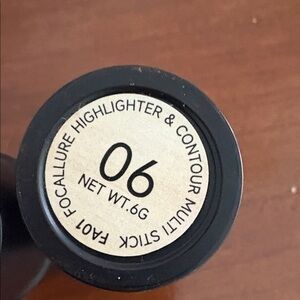 FA01 FOCALLURE HIGHLIGHTER & CONTOUR MULTI STICK
06
NET WT.6G